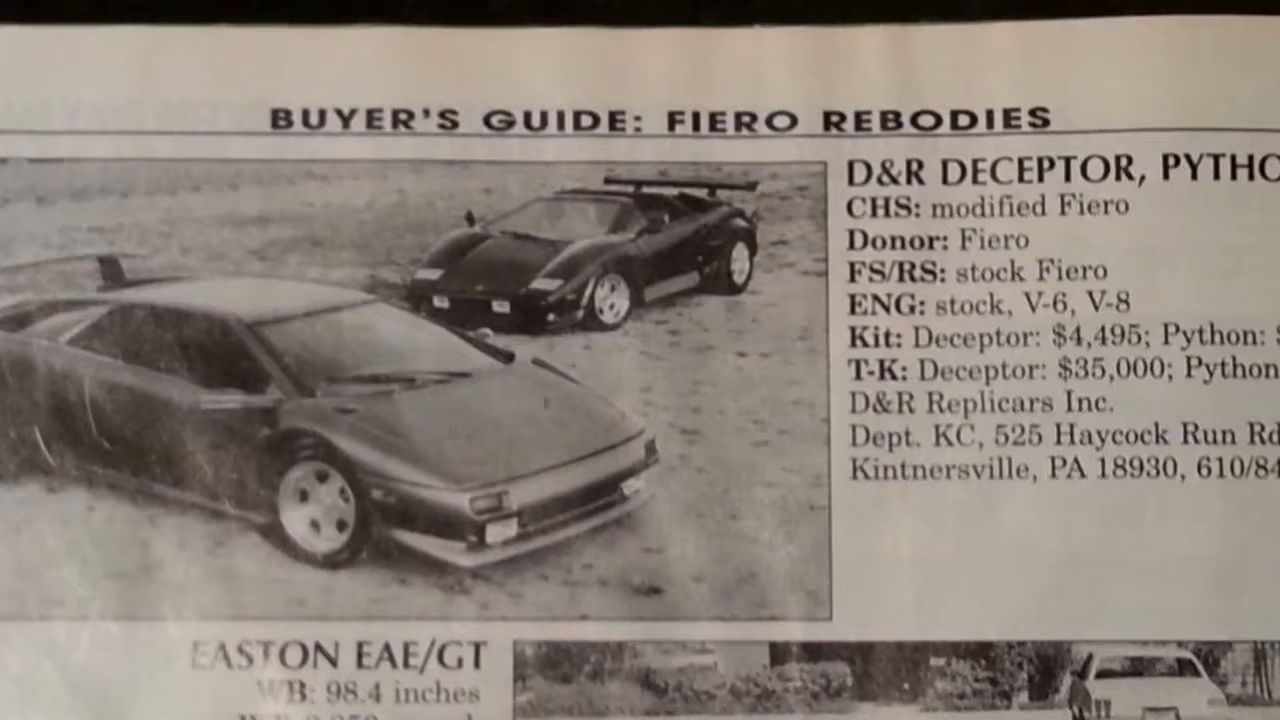 BUYER'S GUIDE: FIERO REBODIES
D&R DECEPTOR, PYTHO
CHS: modified Fiero
Donor: Fiero
FS/RS: stock Fiero
ENG: stock, V-6, V-8
Kit: Deceptor: $4,495; Python:
T-K: Deceptor: $35,000; Python
D&R Replicars Inc.
Dept. KC, 525 Haycock Run Rd
Kintnersville, PA 18930, 610/84
EASTON EAE/GT
WB: 98.4 inches